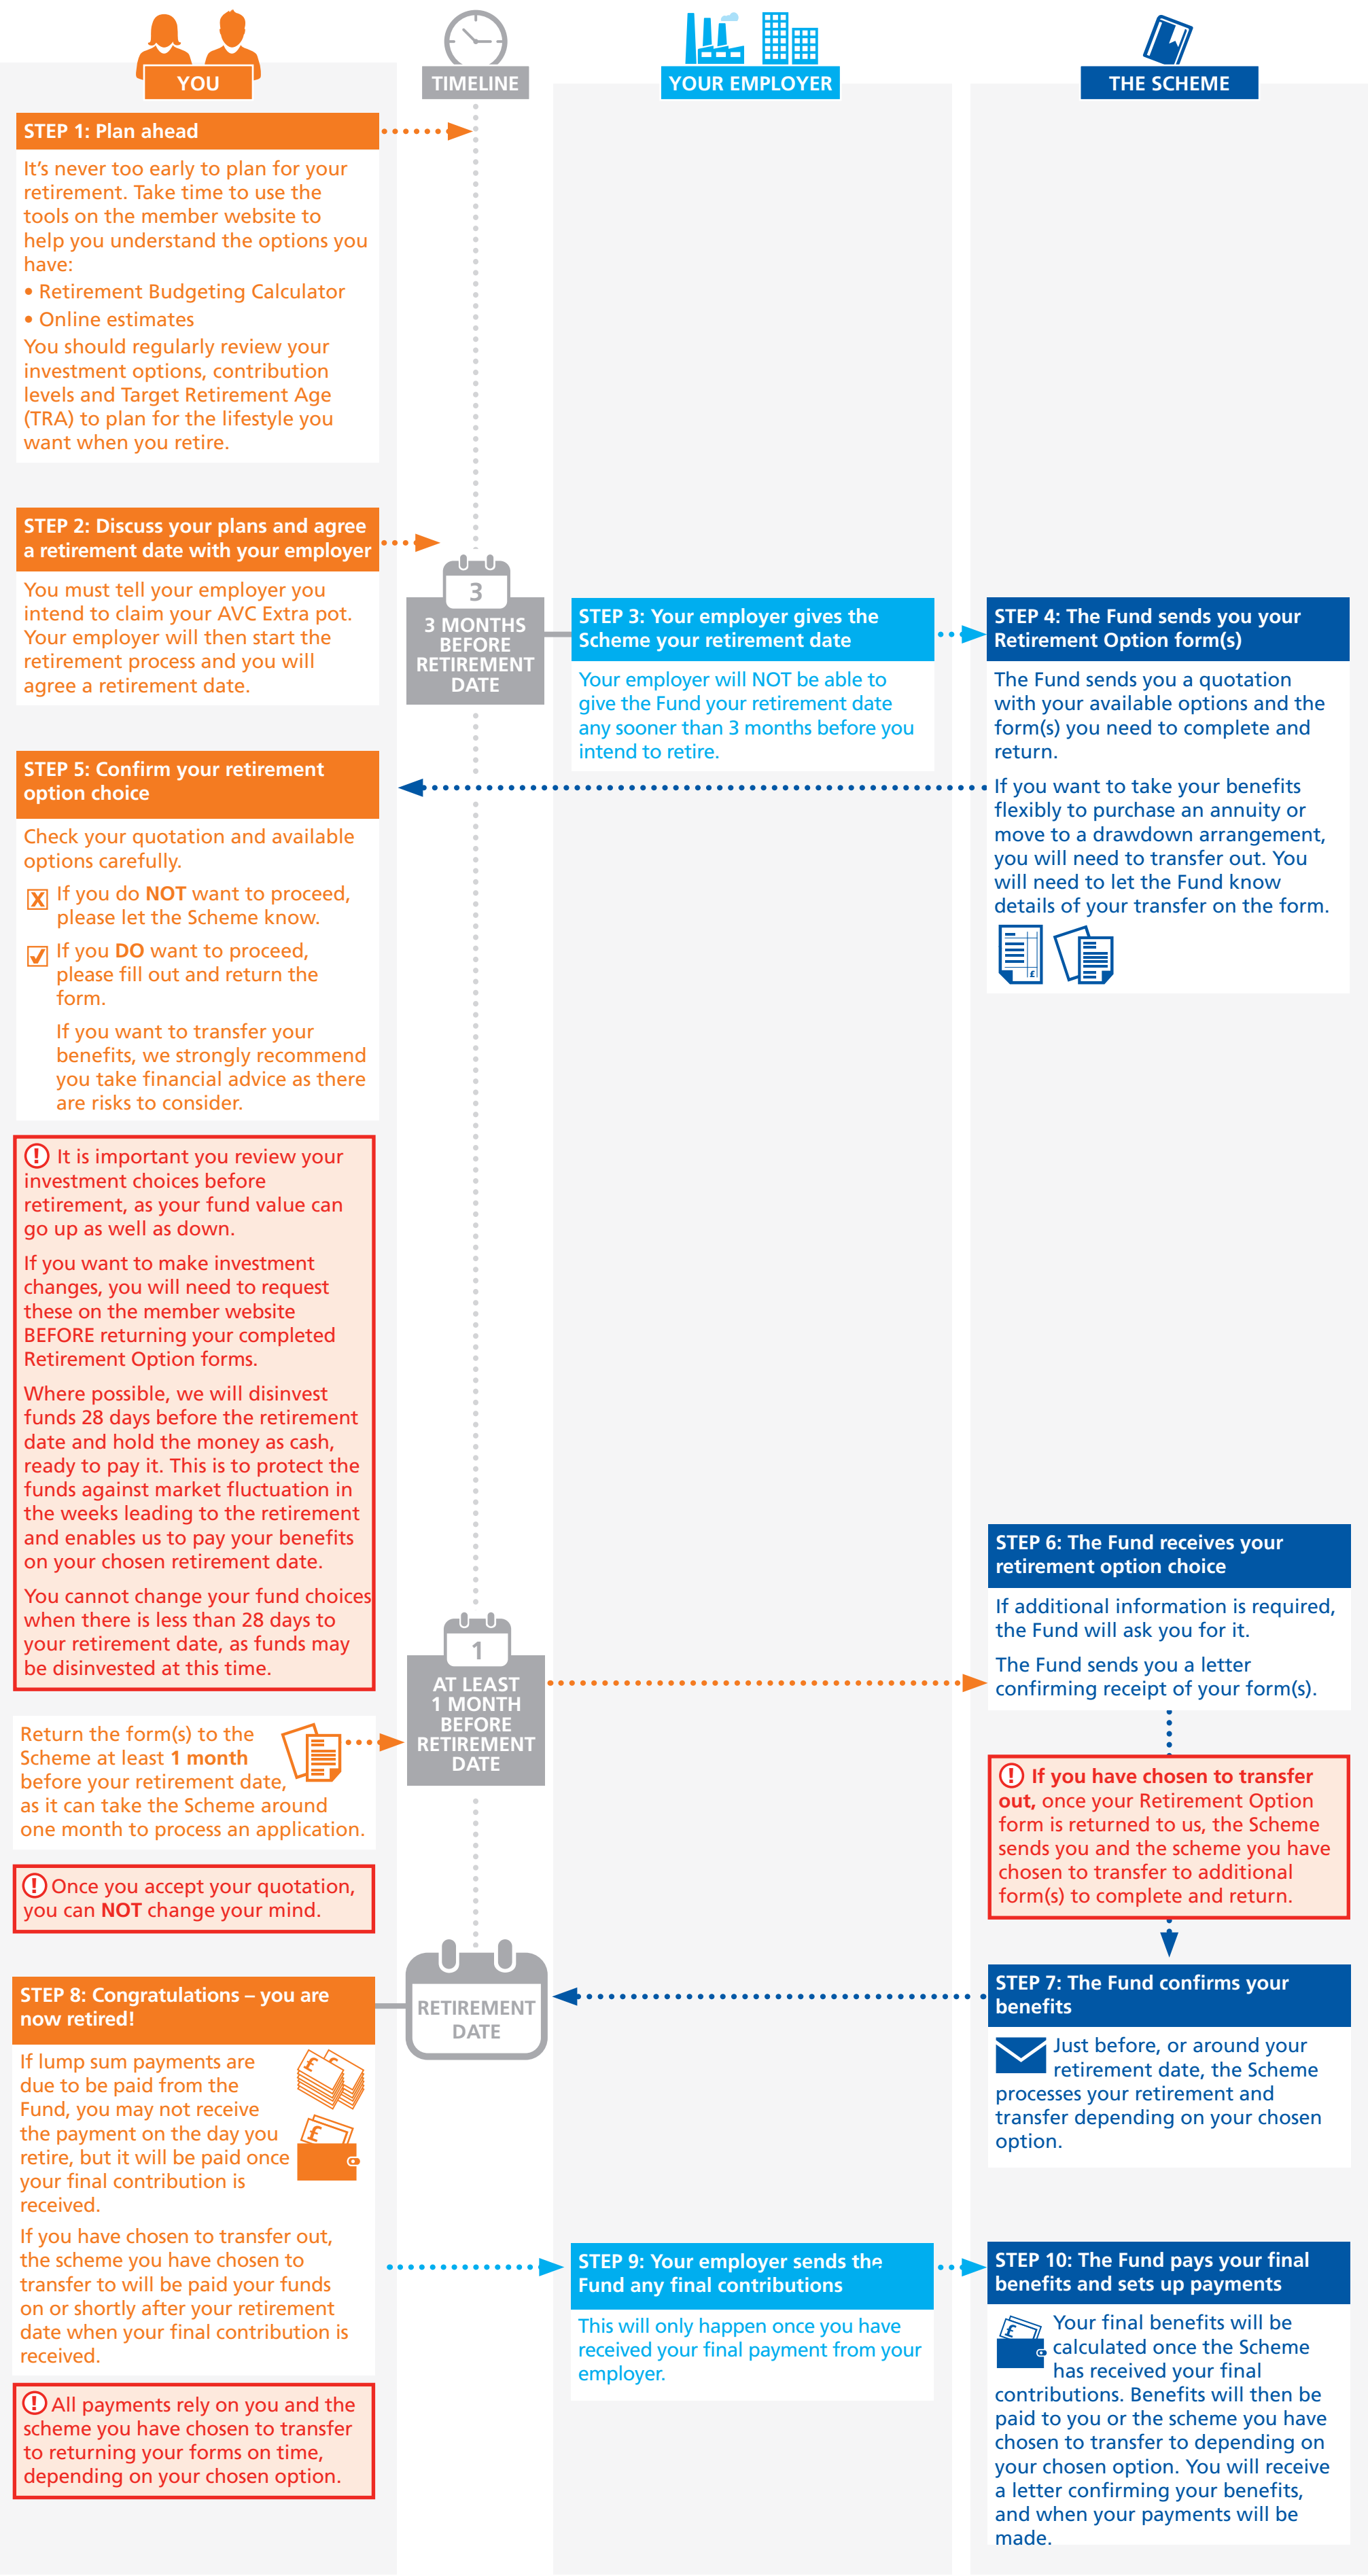 YOU
TIMELINE
YOUR EMPLOYER
THE SCHEME
STEP 1: Plan ahead
It's never too early to plan for your
retirement. Take time to use the
tools on the member website to
help you understand the options you
have:
• Retirement Budgeting Calculator
• Online estimates
You should regularly review your
investment options, contribution
levels and Target Retirement Age
(TRA) to plan for the lifestyle you
want when you retire.
STEP 2: Discuss your plans and agree
a retirement date with your employer
You must tell your employer you
intend to claim your AVC Extra pot.
Your employer will then start the
retirement process and you will
agree a retirement date.
3
3 MONTHS
BEFORE
RETIREMENT
DATE
STEP 3: Your employer gives the
Scheme your retirement date
Your employer will NOT be able to
give the Fund your retirement date
any sooner than 3 months before you
intend to retire.
STEP 4: The Fund sends you your
Retirement Option form(s)
The Fund sends you a quotation
with your available options and the
form(s) you need to complete and
return.
If you want to take your benefits
flexibly to purchase an annuity or
move to a drawdown arrangement,
you will need to transfer out. You
will need to let the Fund know
details of your transfer on the form.
£
STEP 5: Confirm your retirement
option choice
Check your quotation and available
options carefully.
X If you do NOT want to proceed,
please let the Scheme know.
✓ If you DO want to proceed,
please fill out and return the
form.
If you want to transfer your
benefits, we strongly recommend
you take financial advice as there
are risks to consider.
! It is important you review your
investment choices before
retirement, as your fund value can
go up as well as down.
If you want to make investment
changes, you will need to request
these on the member website
BEFORE returning your completed
Retirement Option forms.
Where possible, we will disinvest
funds 28 days before the retirement
date and hold the money as cash,
ready to pay it. This is to protect the
funds against market fluctuation in
the weeks leading to the retirement
and enables us to pay your benefits
on your chosen retirement date.
You cannot change your fund choices
when there is less than 28 days to
your retirement date, as funds may
be disinvested at this time.
Return the form(s) to the
Scheme at least 1 month
before your retirement date,
as it can take the Scheme around
one month to process an application.
! Once you accept your quotation,
you can NOT change your mind.
1
AT LEAST
1 MONTH
BEFORE
RETIREMENT
DATE
STEP 6: The Fund receives your
retirement option choice
If additional information is required,
the Fund will ask you for it.
The Fund sends you a letter
confirming receipt of your form(s).
! If you have chosen to transfer
out, once your Retirement Option
form is returned to us, the Scheme
sends you and the scheme you have
chosen to transfer to additional
form(s) to complete and return.
STEP 7: The Fund confirms your
benefits
Just before, or around your
retirement date, the Scheme
processes your retirement and
transfer depending on your chosen
option.
RETIREMENT
DATE
STEP 8: Congratulations – you are
now retired!
If lump sum payments are
due to be paid from the
Fund, you may not receive
the payment on the day you
retire, but it will be paid once
your final contribution is
received.
££
£
If you have chosen to transfer out,
the scheme you have chosen to
transfer to will be paid your funds
on or shortly after your retirement
date when your final contribution is
received.
! All payments rely on you and the
scheme you have chosen to transfer
to returning your forms on time,
depending on your chosen option.
STEP 9: Your employer sends the
Fund any final contributions
This will only happen once you have
received your final payment from your
employer.
STEP 10: The Fund pays your final
benefits and sets up payments
£
Your final benefits will be
calculated once the Scheme
has received your final
contributions. Benefits will then be
paid to you or the scheme you have
chosen to transfer to depending on
your chosen option. You will receive
a letter confirming your benefits,
and when your payments will be
made.